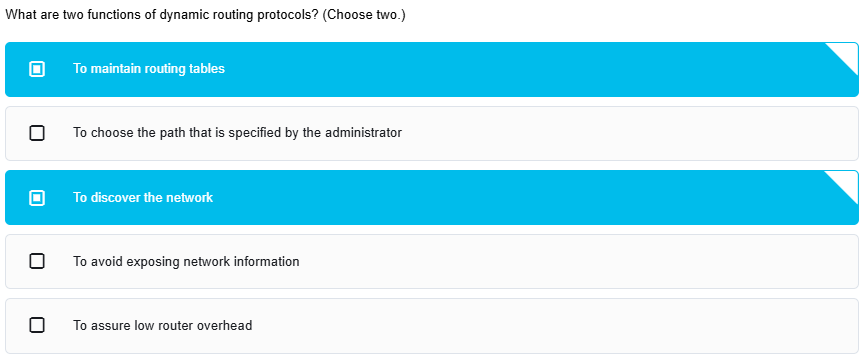 What are two functions of dynamic routing protocols? (Choose two.)
To maintain routing tables
To choose the path that is specified by the administrator
To discover the network
To avoid exposing network information
To assure low router overhead